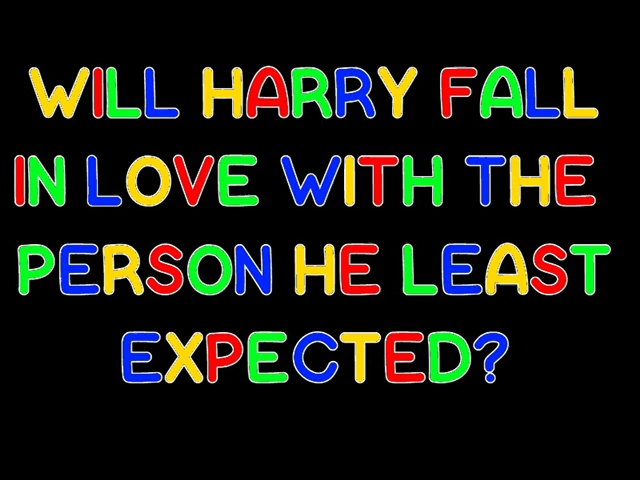 WILL HARRY FALL
IN LOVE WITH THE
PERSON HE LEAST
EXPECTED?